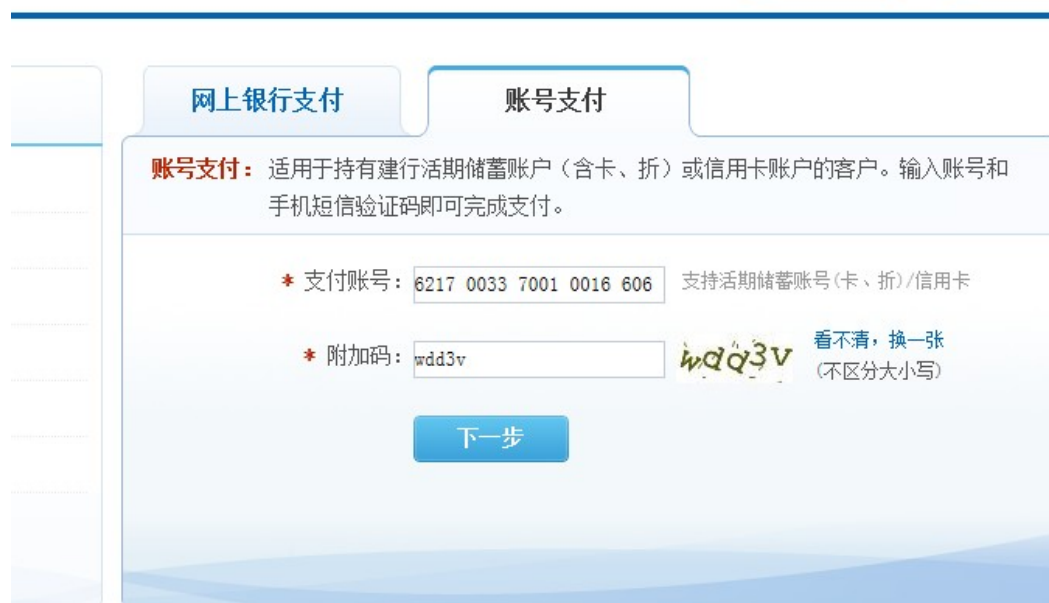 网上银行支付
账号支付
账号支付： 适用于持有建行活期储蓄账户（含卡、折）或信用卡账户的客户。输入账号和
手机短信验证码即可完成支付。
* 支付账号： 6217 0033 7001 0016 606 支持活期储蓄账号(卡、折)/信用卡
* 附加码： wdd3v wdd3v 看不清，换一张
(不区分大小写)
下一步